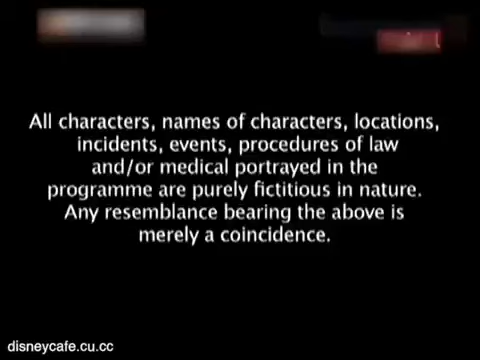 All characters, names of characters, locations,
incidents, events, procedures of law
and/or medical portrayed in the
programme are purely fictitious in nature.
Any resemblance bearing the above is
merely a coincidence.
disneycafe.cu.cc